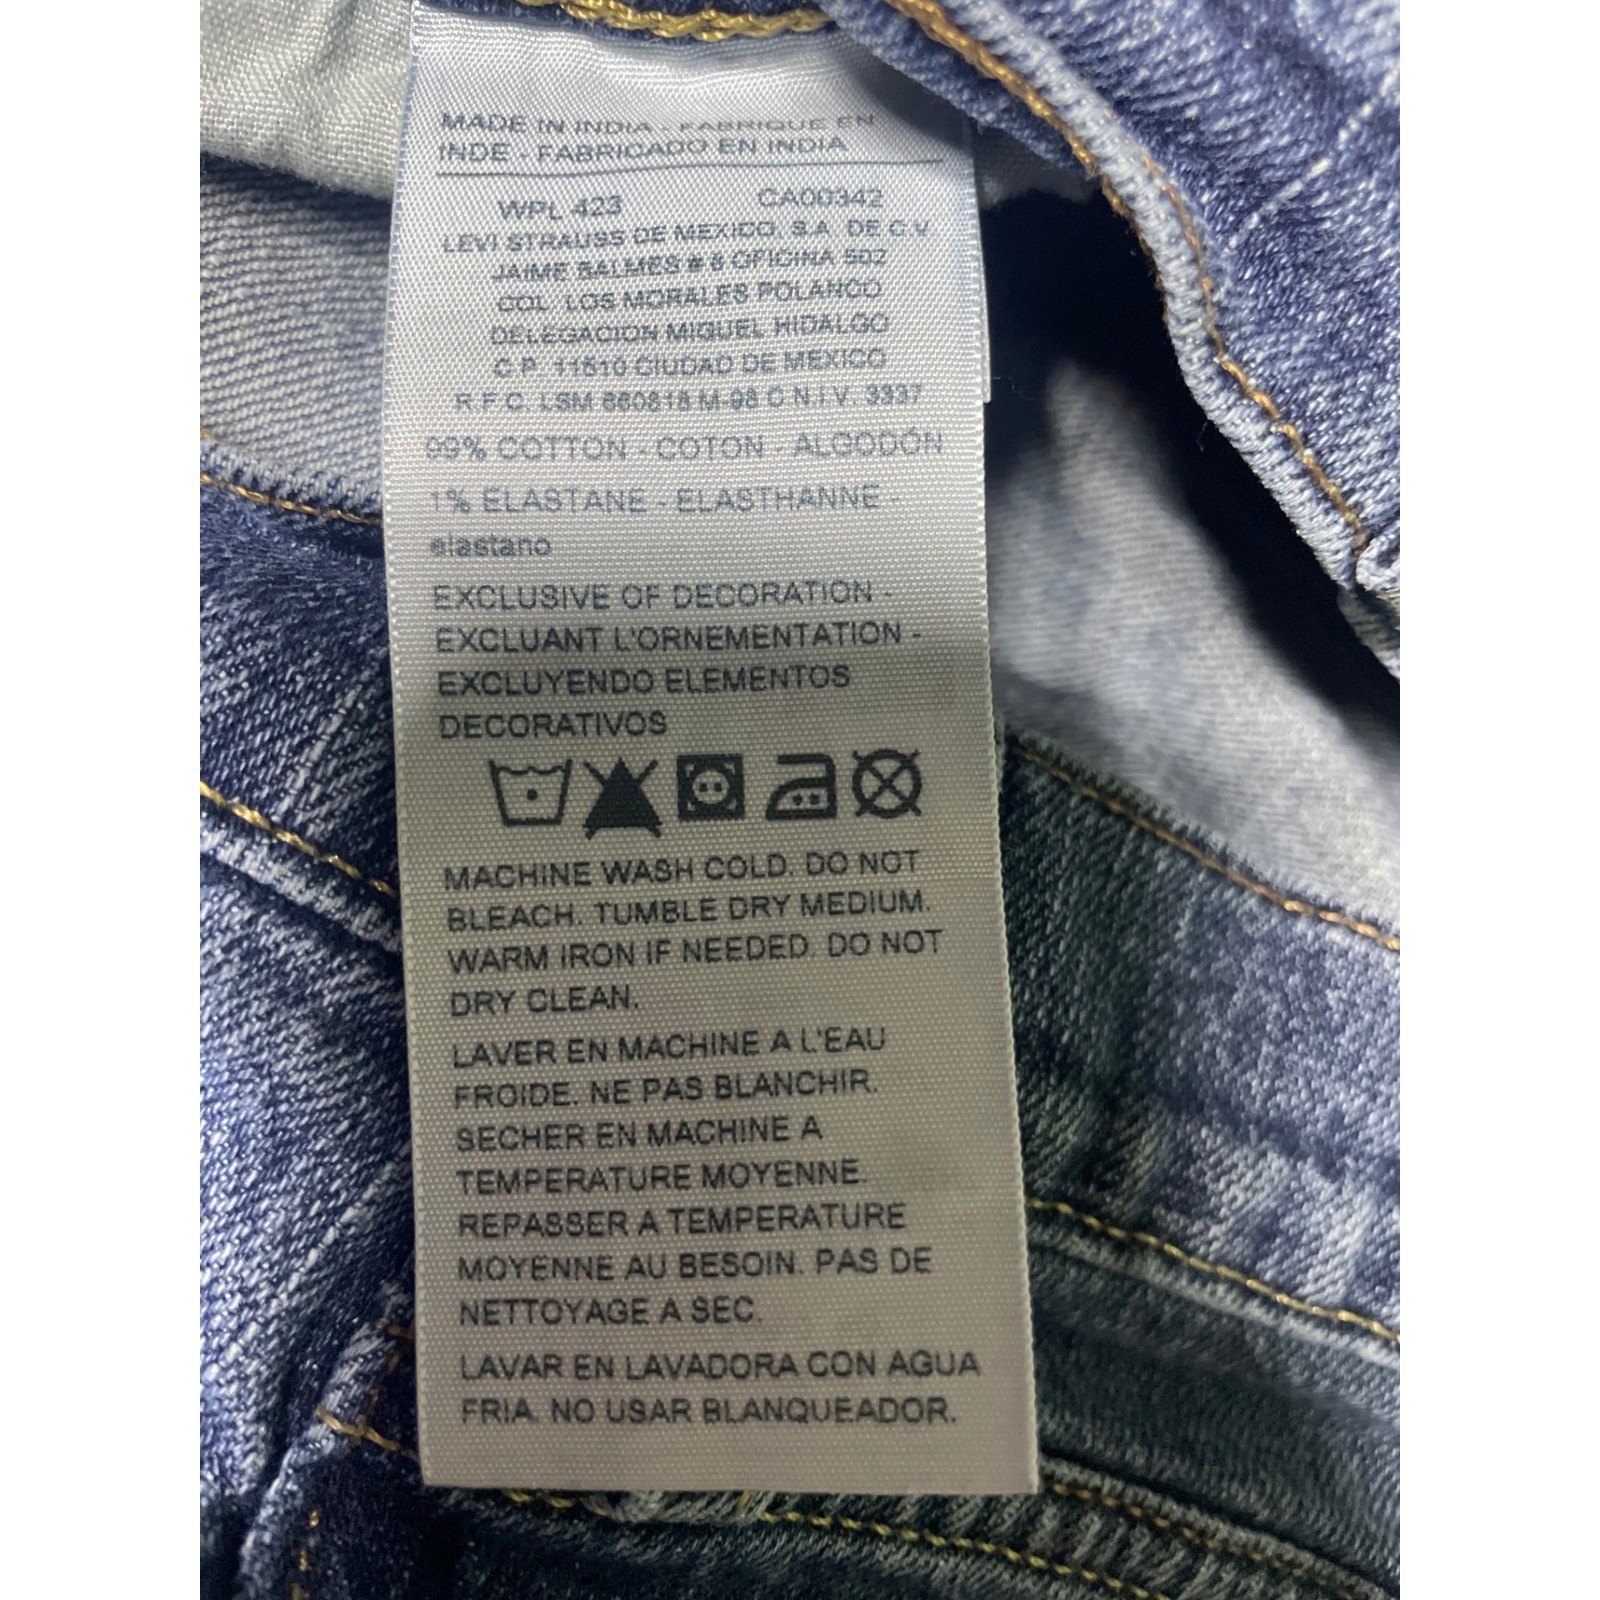 MADE IN INDIA - FABRIQUE EN
INDE - FABRICADO EN INDIA
WPL 423 CA00342
LEVI STRAUSS DE MEXICO, S.A. DE C.V
JAIME BALMES # 8 OFICINA 502
COL LOS MORALES POLANCO
DELEGACION MIGUEL HIDALGO
C.P. 11510 CIUDAD DE MEXICO
R.F.C. LSM 660818 M-98 C.N.I.V. 3337
99% COTTON - COTON - ALGODÓN
1% ELASTANE - ELASTHANNE -
elastano
EXCLUSIVE OF DECORATION -
EXCLUANT L'ORNEMENTATION -
EXCLUYENDO ELEMENTOS
DECORATIVOS
MACHINE WASH COLD. DO NOT
BLEACH. TUMBLE DRY MEDIUM.
WARM IRON IF NEEDED. DO NOT
DRY CLEAN.
LAVER EN MACHINE A L'EAU
FROIDE. NE PAS BLANCHIR.
SECHER EN MACHINE A
TEMPERATURE MOYENNE.
REPASSER A TEMPERATURE
MOYENNE AU BESOIN. PAS DE
NETTOYAGE A SEC.
LAVAR EN LAVADORA CON AGUA
FRIA. NO USAR BLANQUEADOR.